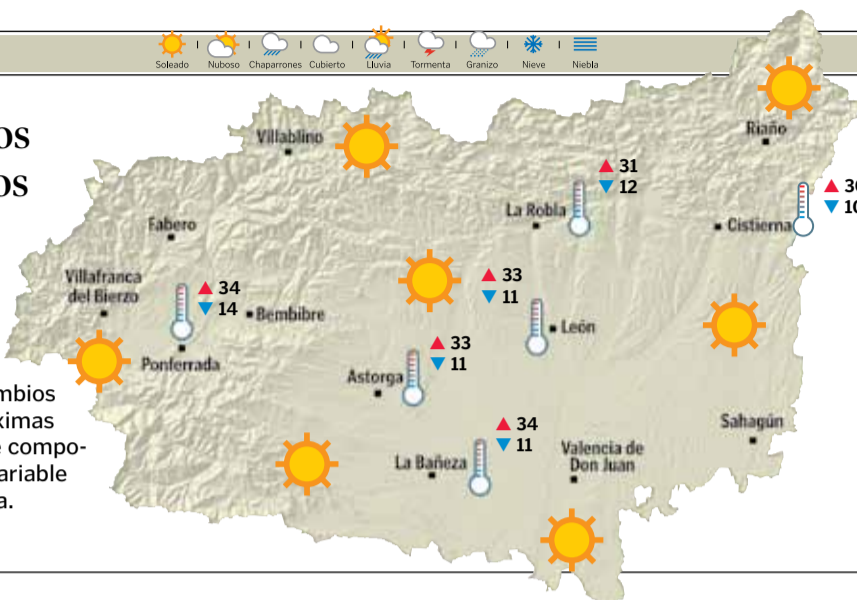 Soleado Nuboso Chaparrones Cubierto Lluvia Tormenta Granizo Nieve Niebla
OS
OS
Villablino
Riaño
31
12
La Robla
10
Cistierna
Fabero
Villafranca
del Bierzo
34
14
Bembibre
Ponferrada
33
11
León
33
11
Astorga
mbios
ximas
e compo-
ariable
a.
34
11
La Bañeza
Valencia de
Don Juan
Sahagún